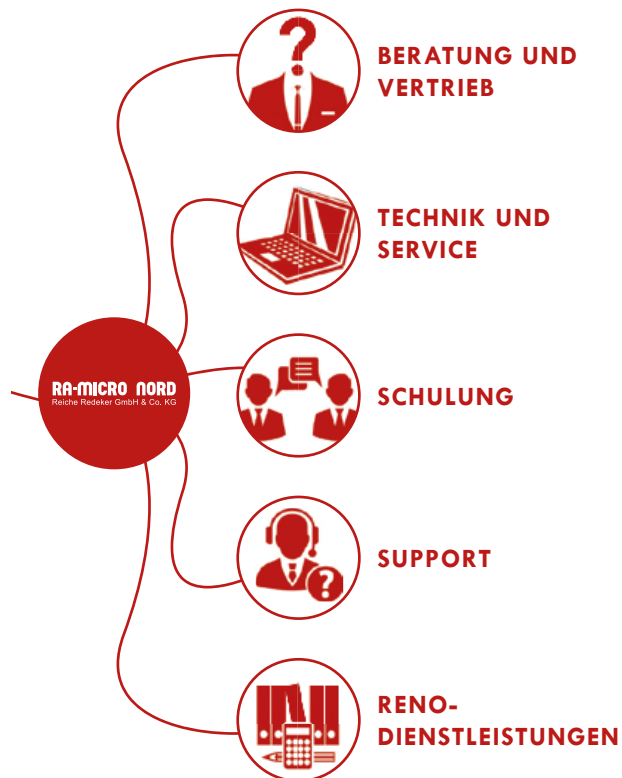 BERATUNG UND
VERTRIEB
TECHNIK UND
SERVICE
RA-MICRO NORD
Reiche Redeker GmbH & Co. KG
SCHULUNG
SUPPORT
RENO-
DIENSTLEISTUNGEN